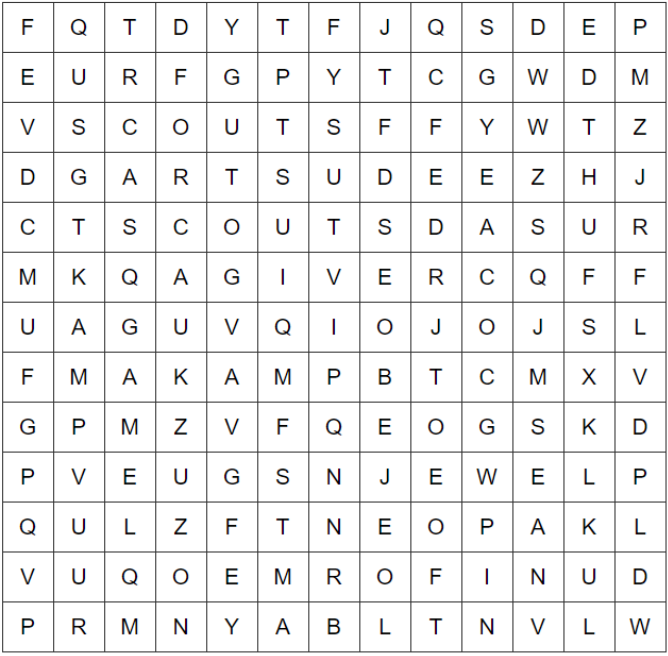 F Q T D Y T F J Q S D E P
E U R F G P Y T C G W D M
V S C O U T S F F Y W T Z
D G A R T S U D E E Z H J
C T S C O U T S D A S U R
M K Q A G I V E R C Q F F
U A G U V Q I O J O J S L
F M A K A M P B T C M X V
G P M Z V F Q E O G S K D
P V E U G S N J E W E L P
Q U L Z F T N E O P A K L
V U Q O E M R O F I N U D
P R M N Y A B L T N V L W